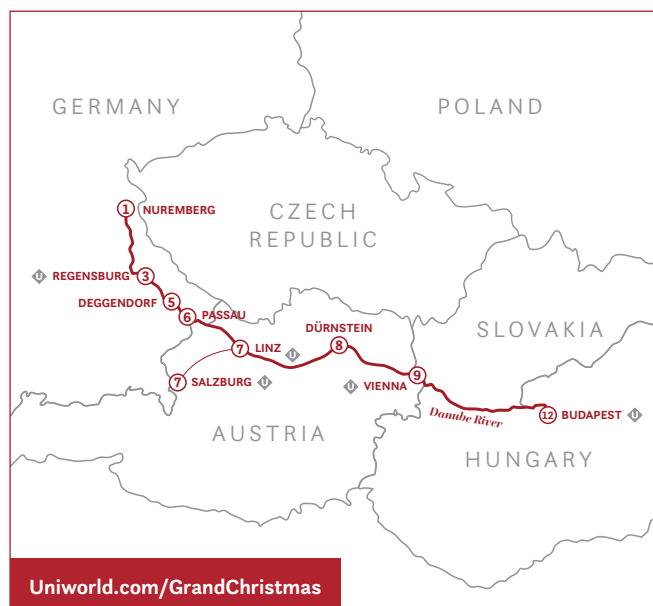 GERMANY
POLAND
1 NUREMBERG
CZECH
REPUBLIC
U REGENSBURG 3
DEGGENDORF 5
6 PASSAU
SLOVAKIA
DÜRNSTEIN
7 LINZ U
8
7 SALZBURG U
U VIENNA 9
Danube River
12 BUDAPEST U
AUSTRIA
HUNGARY
Uniworld.com/GrandChristmas